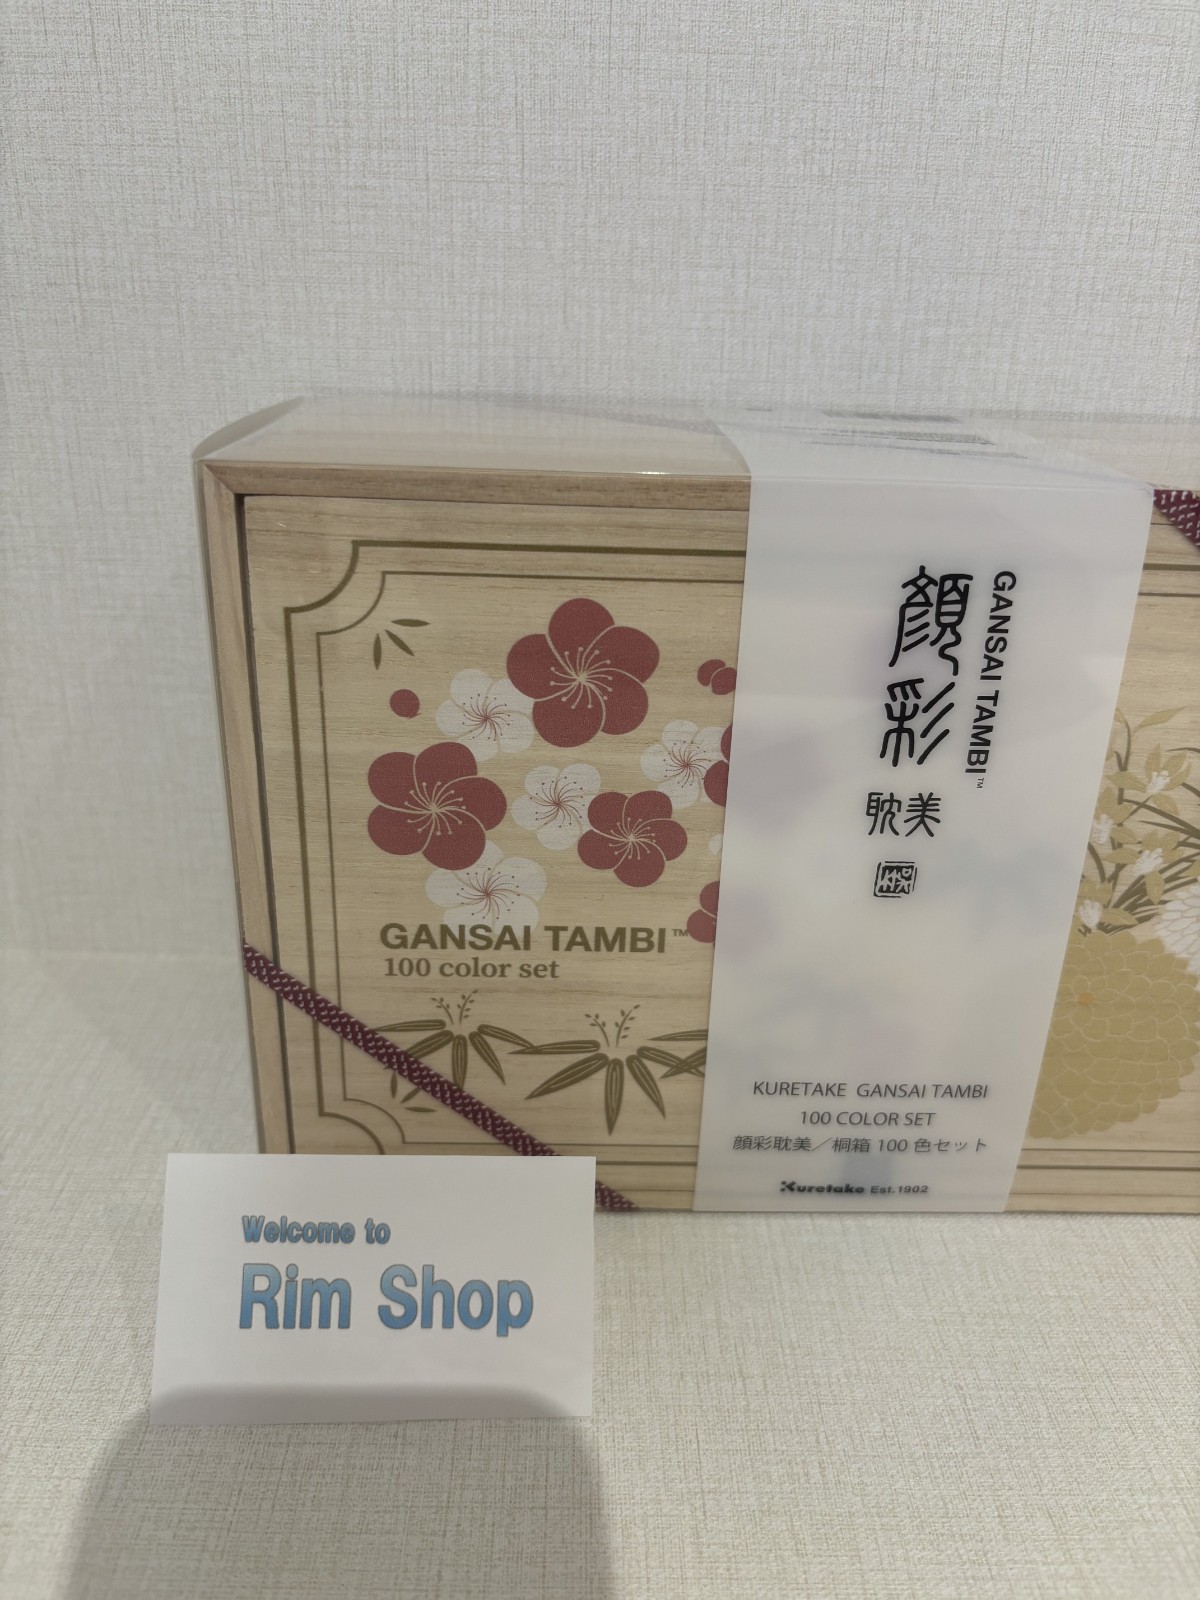 顔彩
耽美
GANSAI TAMBI™
GANSAI TAMBI™
100 color set
KURETAKE GANSAI TAMBI
100 COLOR SET
顔彩耽美／桐箱 100 色セット
Kuretake Est.1902
Welcome to
Rim Shop